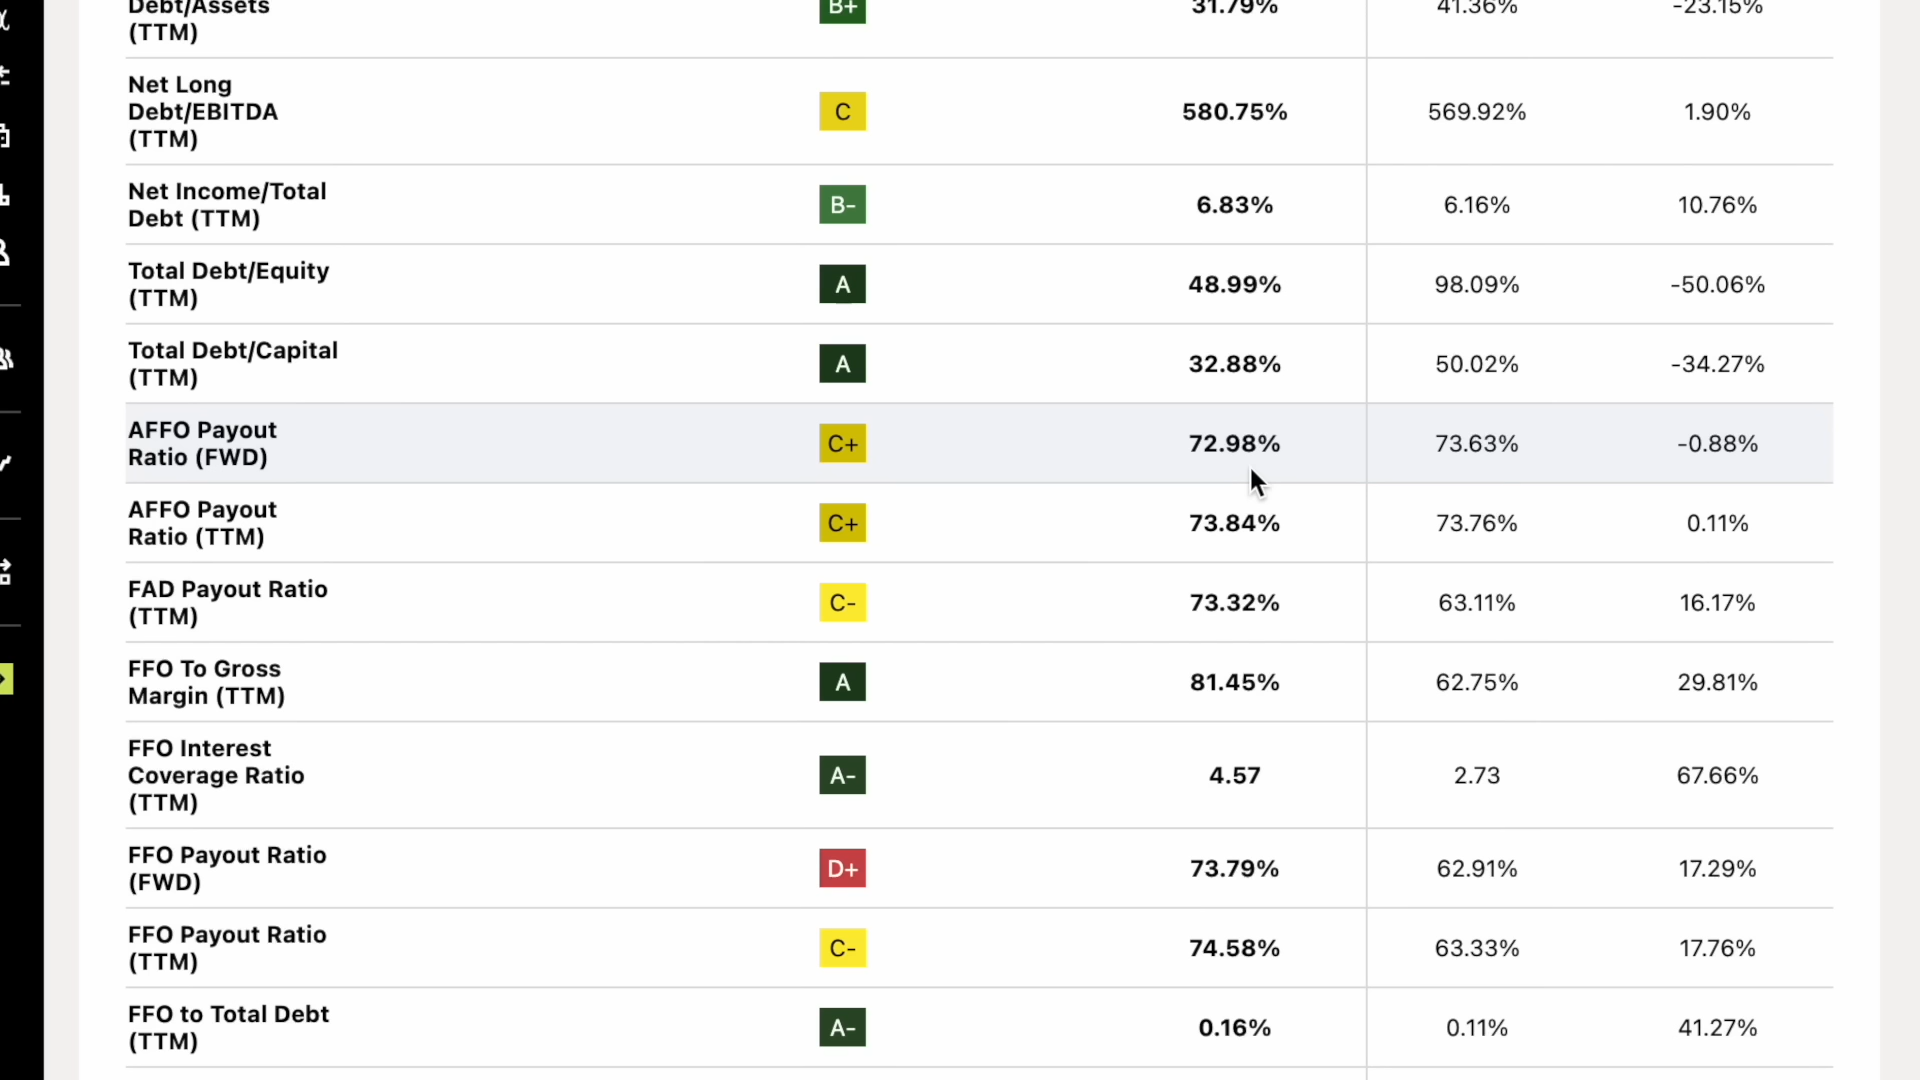 Debt/Assets
(TTM)
B+
31.79%
41.36%
-23.15%
Net Long
Debt/EBITDA
(TTM)
C
580.75%
569.92%
1.90%
Net Income/Total
Debt (TTM)
B-
6.83%
6.16%
10.76%
Total Debt/Equity
(TTM)
A
48.99%
98.09%
-50.06%
Total Debt/Capital
(TTM)
A
32.88%
50.02%
-34.27%
AFFO Payout
Ratio (FWD)
C+
72.98%
73.63%
-0.88%
AFFO Payout
Ratio (TTM)
C+
73.84%
73.76%
0.11%
FAD Payout Ratio
(TTM)
C-
73.32%
63.11%
16.17%
FFO To Gross
Margin (TTM)
A
81.45%
62.75%
29.81%
FFO Interest
Coverage Ratio
(TTM)
A-
4.57
2.73
67.66%
FFO Payout Ratio
(FWD)
D+
73.79%
62.91%
17.29%
FFO Payout Ratio
(TTM)
C-
74.58%
63.33%
17.76%
FFO to Total Debt
(TTM)
A-
0.16%
0.11%
41.27%